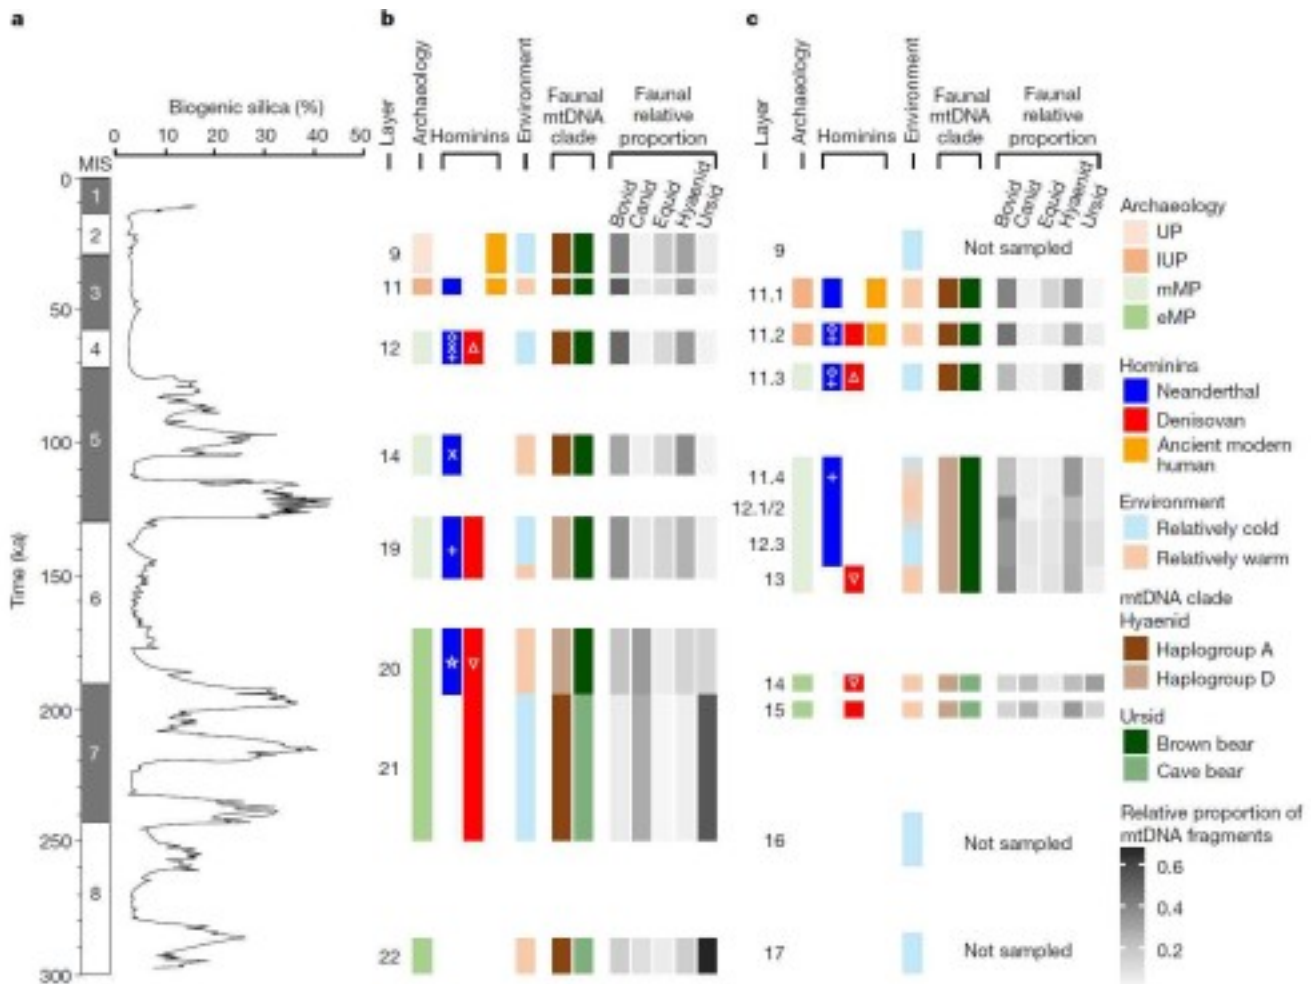 a
Biogenic silica (%)
0 10 20 30 40 50
MIS
Time (ka)
0
50
100
150
200
250
300
1
2
3
4
5
6
7
8
b
Layer
Archaeology
Hominins
Environment
Faunal
mtDNA
clade
Faunal
relative
proportion
Bovid
Canid
Equid
Hyaenid
Ursid
9
11
12
14
19
20
21
22
c
Layer
Archaeology
Hominins
Environment
Faunal
mtDNA
clade
Faunal
relative
proportion
Bovid
Canid
Equid
Hyaenid
Ursid
9 Not sampled
11.1
11.2
11.3
11.4
12.1/2
12.3
13
14
15
16 Not sampled
17 Not sampled
Archaeology
UP
IUP
mMP
eMP
Hominins
Neanderthal
Denisovan
Ancient modern
human
Environment
Relatively cold
Relatively warm
mtDNA clade
Hyaenid
Haplogroup A
Haplogroup D
Ursid
Brown bear
Cave bear
Relative proportion of
mtDNA fragments
0.6
0.4
0.2